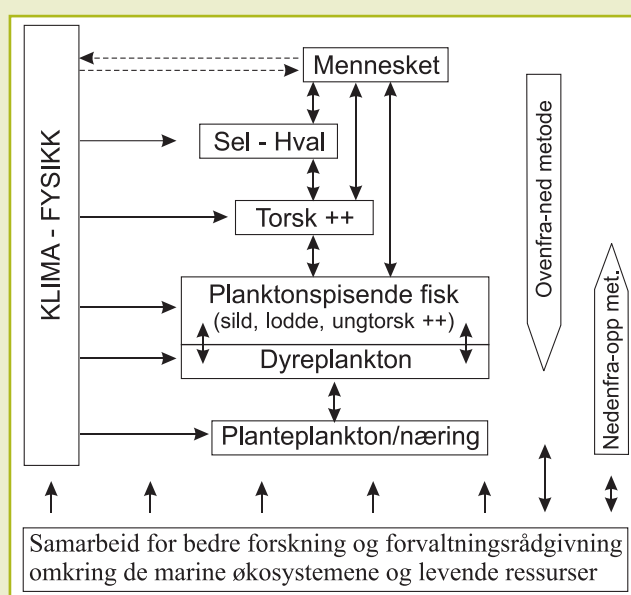 KLIMA - FYSIKK
Mennesket
Sel - Hval
Torsk ++
Planktonspisende fisk
(sild, lodde, ungtorsk ++)
Dyreplankton
Planteplankton/næring
Ovenfra-ned metode
Nedenfra-opp met.
Samarbeid for bedre forskning og forvaltningsrådgivning
omkring de marine økosystemene og levende ressurser